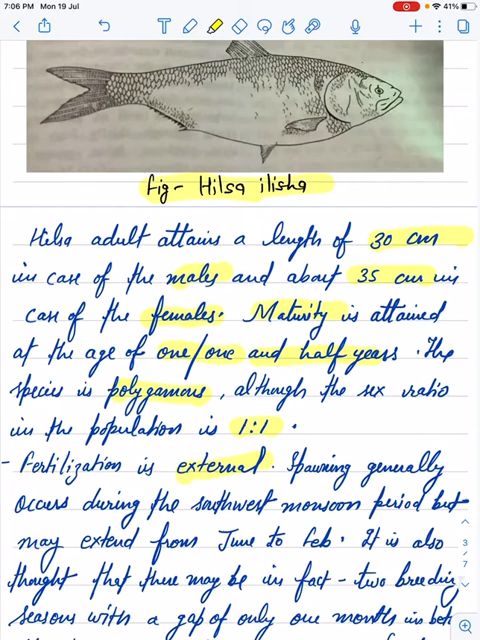 7:06 PM Mon 19 Jul
41%
fig- Hilsa ilisha
Hilsa adult attains a length of 30 cm
in case of the males and about 35 cm in
case of the females. Maturity is attained
at the age of one/one and half years. The
species is polygamous, although the sex ratio
in the population is 1:1.
- Fertilization is external. Spawning generally
occurs during the southwest monsoon period but
may extend from June to Feb. It is also
thought that there may be in fact - two breeding
seasons with a gap of only one month in bet
3
/
7